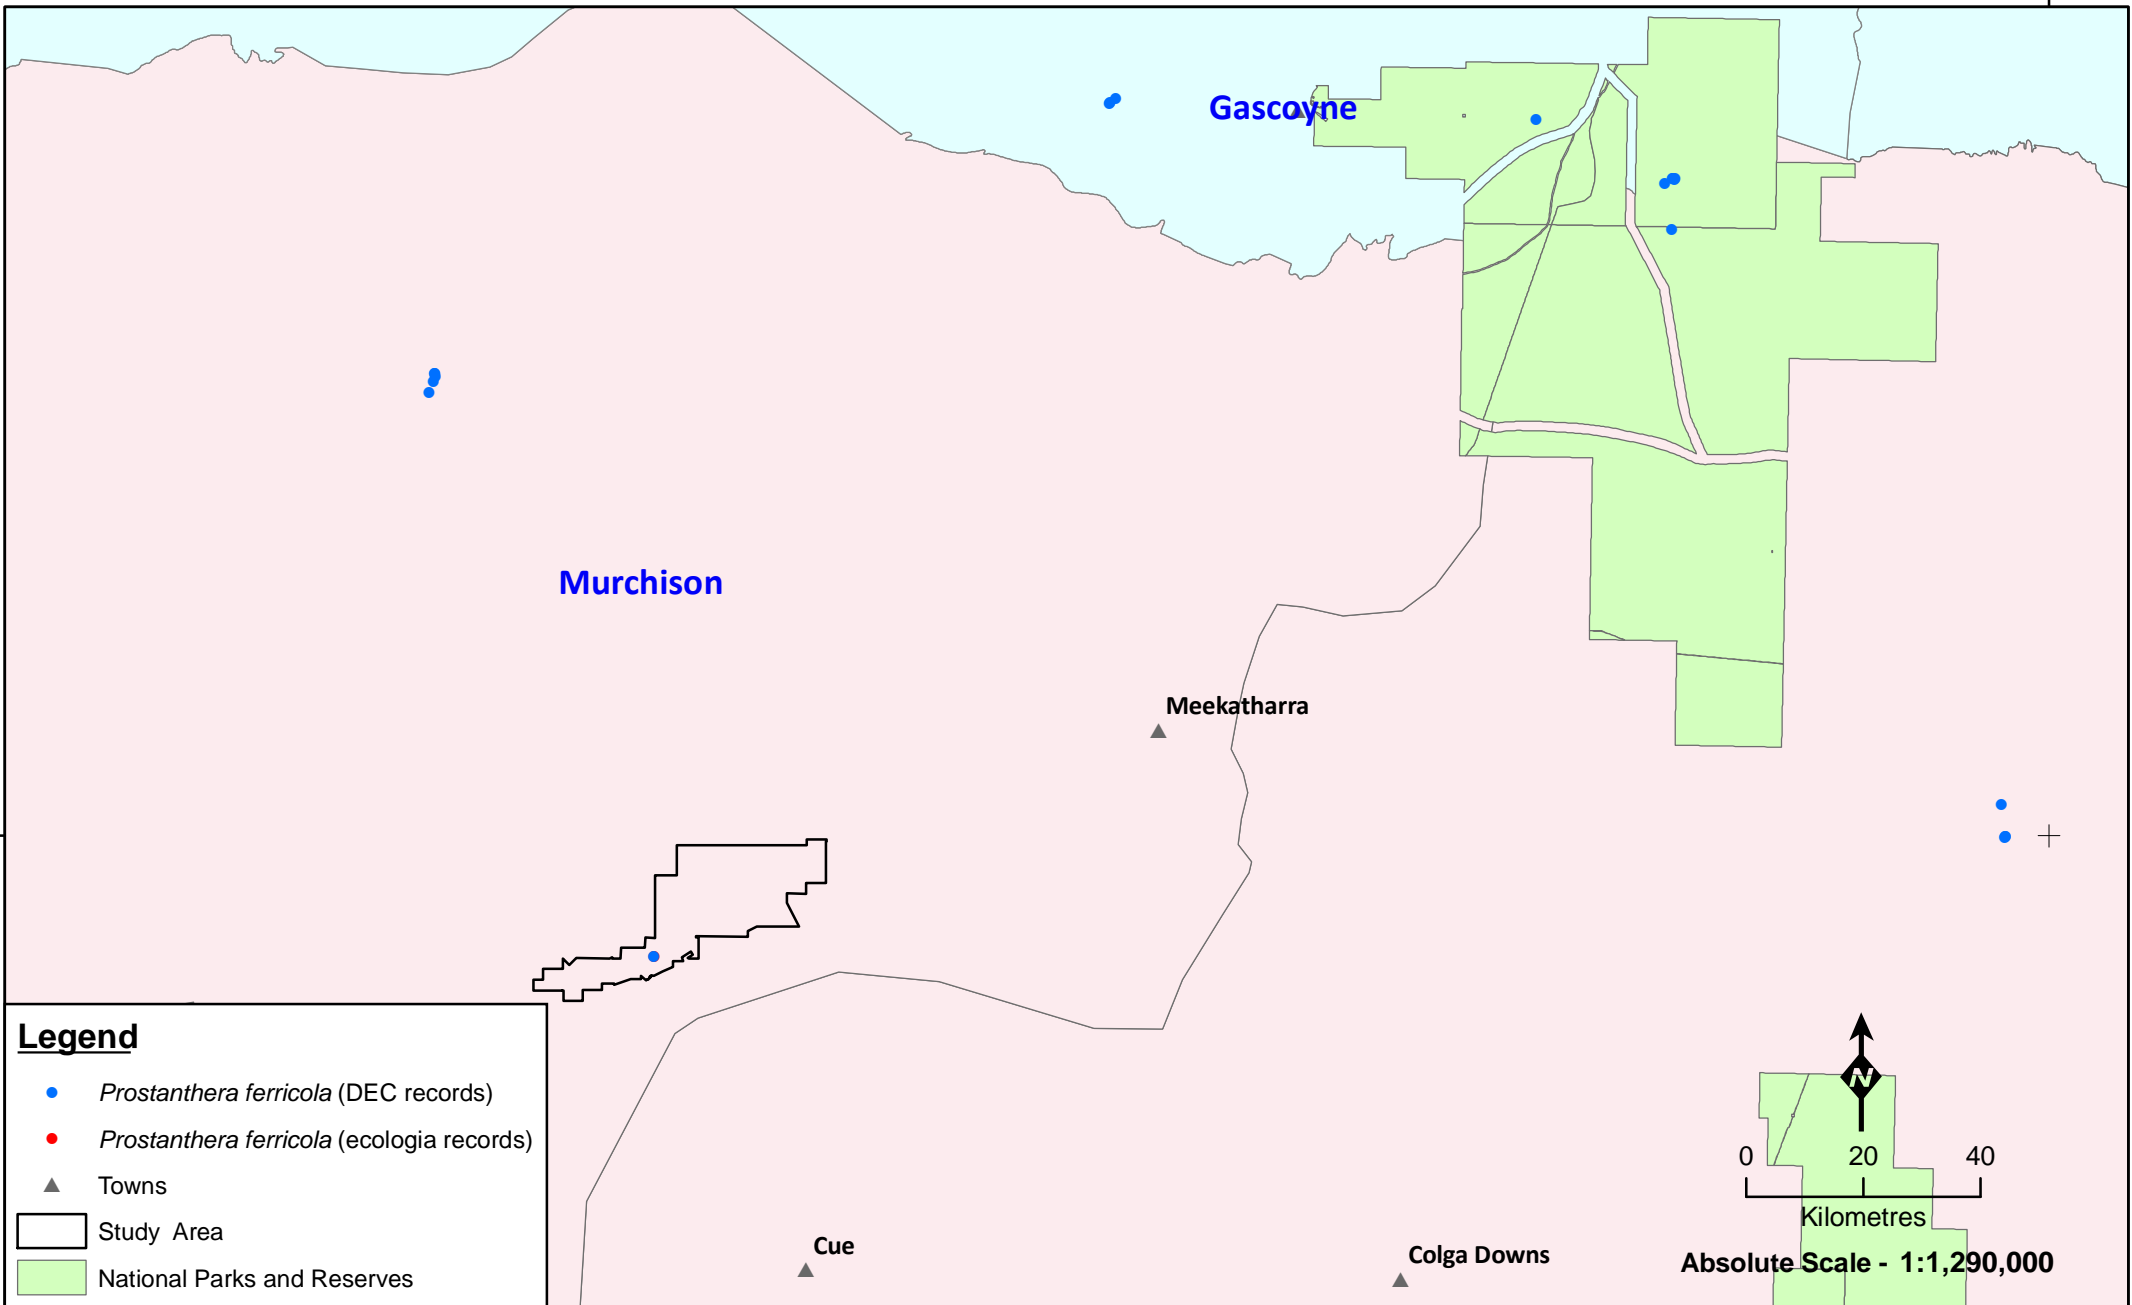 Gascoyne
Murchison
Meekatharra
Legend
Prostanthera ferricola (DEC records)
Prostanthera ferricola (ecologia records)
Towns
Study Area
National Parks and Reserves
Cue
Colga Downs
N
0 20 40
Kilometres
Absolute Scale - 1:1,290,000